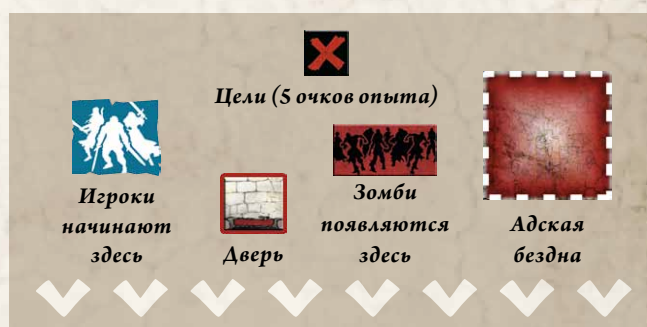 Цели (5 очков опыта)
Игроки
начинают
здесь
Дверь
Зомби
появляются
здесь
Адская
бездна